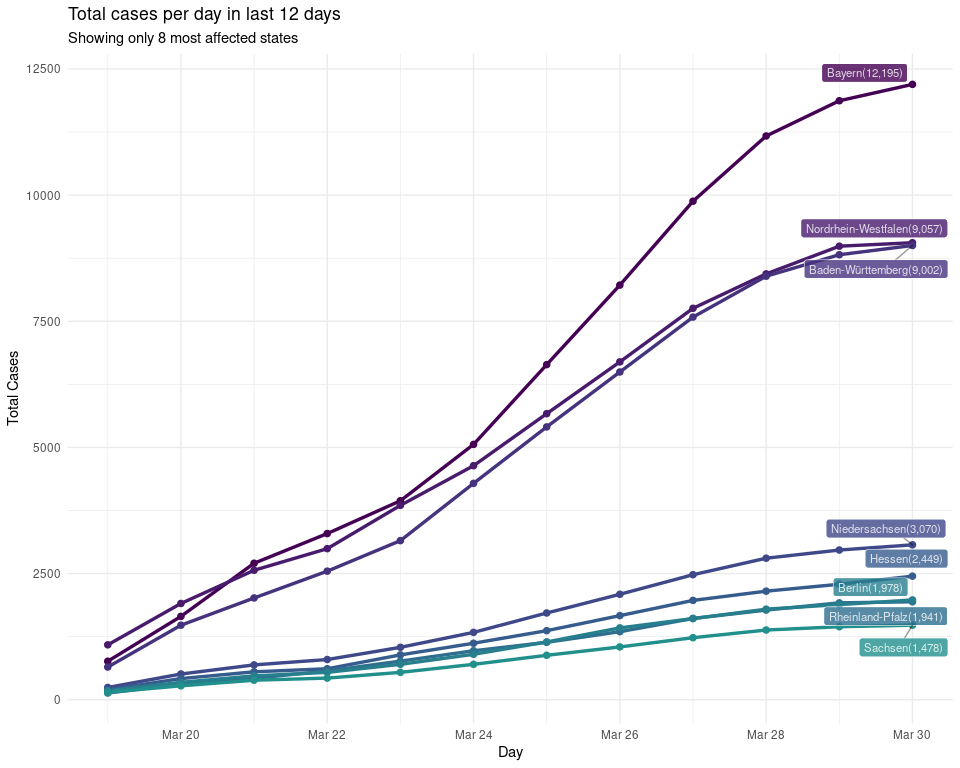 Total cases per day in last 12 days
Showing only 8 most affected states
12500
10000
7500
5000
2500
0
Total Cases
Bayern(12,195)
Nordrhein-Westfalen(9,057)
Baden-Württemberg(9,002)
Niedersachsen(3,070)
Hessen(2,449)
Berlin(1,978)
Rheinland-Pfalz(1,941)
Sachsen(1,478)
Mar 20
Mar 22
Mar 24
Mar 26
Mar 28
Mar 30
Day